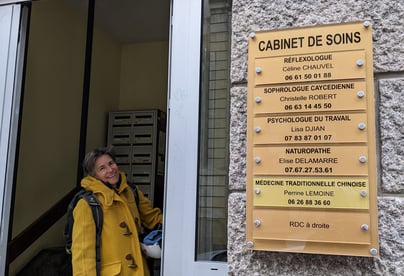 CABINET DE SOINS
RÉFLEXOLOGUE
Céline CHAUVEL
06 61 50 01 88
SOPHROLOGUE CAYCEDIENNE
Christelle ROBERT
06 63 14 45 50
PSYCHOLOGUE DU TRAVAIL
Lisa DJIAN
07 83 87 01 07
NATUROPATHE
Elise DELAMARRE
07.67.27.53.61
MÉDECINE TRADITIONNELLE CHINOISE
Perrine LEMOINE
06 26 88 36 60
RDC à droite